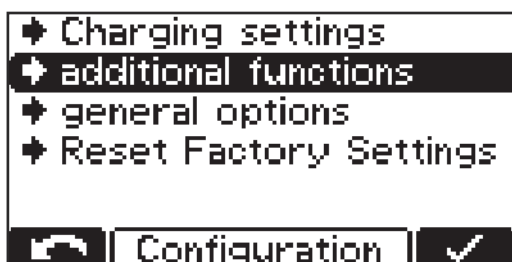 Charging settings
additional functions
general options
Reset Factory Settings
Configuration